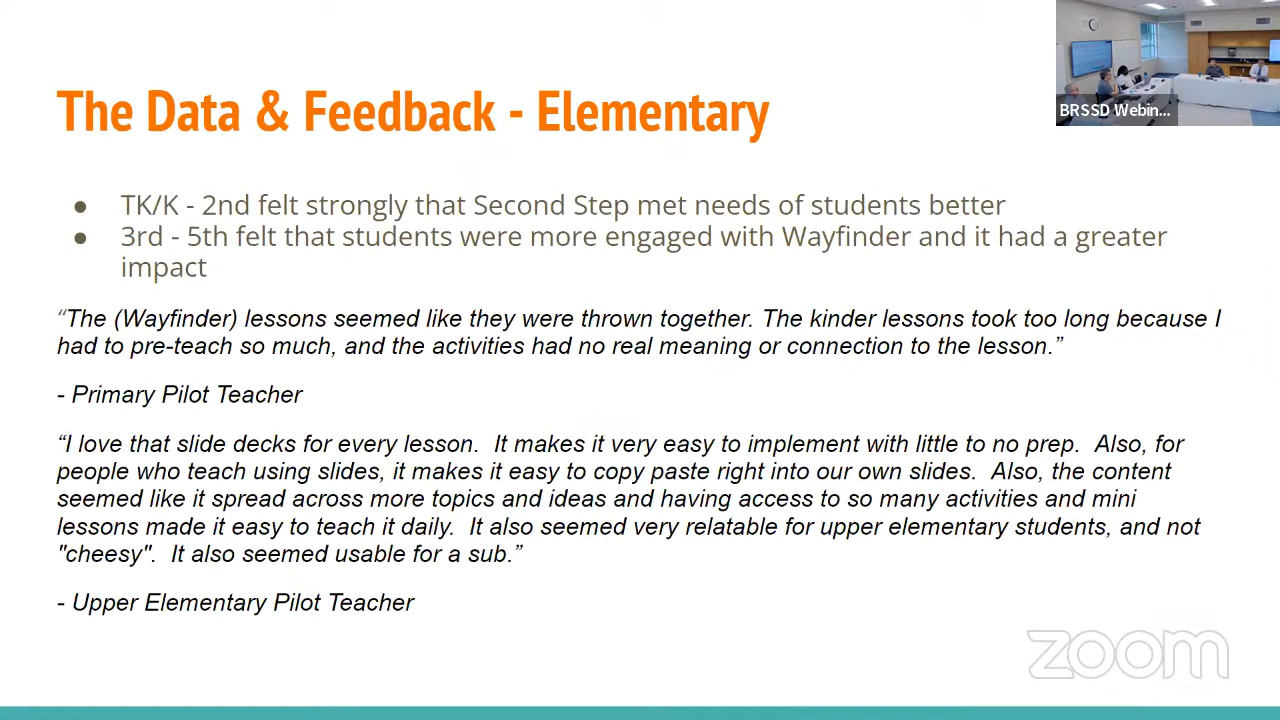 BRSSD Webin...
The Data & Feedback - Elementary
● TK/K - 2nd felt strongly that Second Step met needs of students better
● 3rd - 5th felt that students were more engaged with Wayfinder and it had a greater
impact
“The (Wayfinder) lessons seemed like they were thrown together. The kinder lessons took too long because I
had to pre-teach so much, and the activities had no real meaning or connection to the lesson.”
- Primary Pilot Teacher
“I love that slide decks for every lesson.  It makes it very easy to implement with little to no prep.  Also, for
people who teach using slides, it makes it easy to copy paste right into our own slides.  Also, the content
seemed like it spread across more topics and ideas and having access to so many activities and mini
lessons made it easy to teach it daily.  It also seemed very relatable for upper elementary students, and not
"cheesy".  It also seemed usable for a sub.”
- Upper Elementary Pilot Teacher
zoom